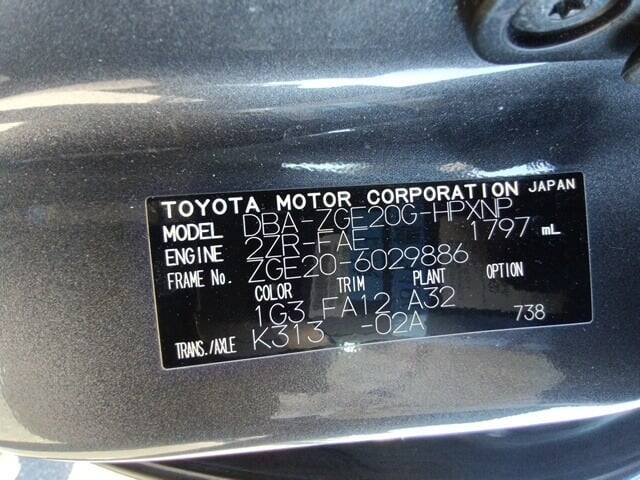 TOYOTA MOTOR CORPORATION JAPAN
MODEL DBA-ZGE20G-HPXNP
ENGINE 2ZR-FAE 1797 mL
FRAME No. ZGE20-6029886
COLOR TRIM PLANT OPTION
1G3 FA12 A32
TRANS./AXLE K313 -02A 738